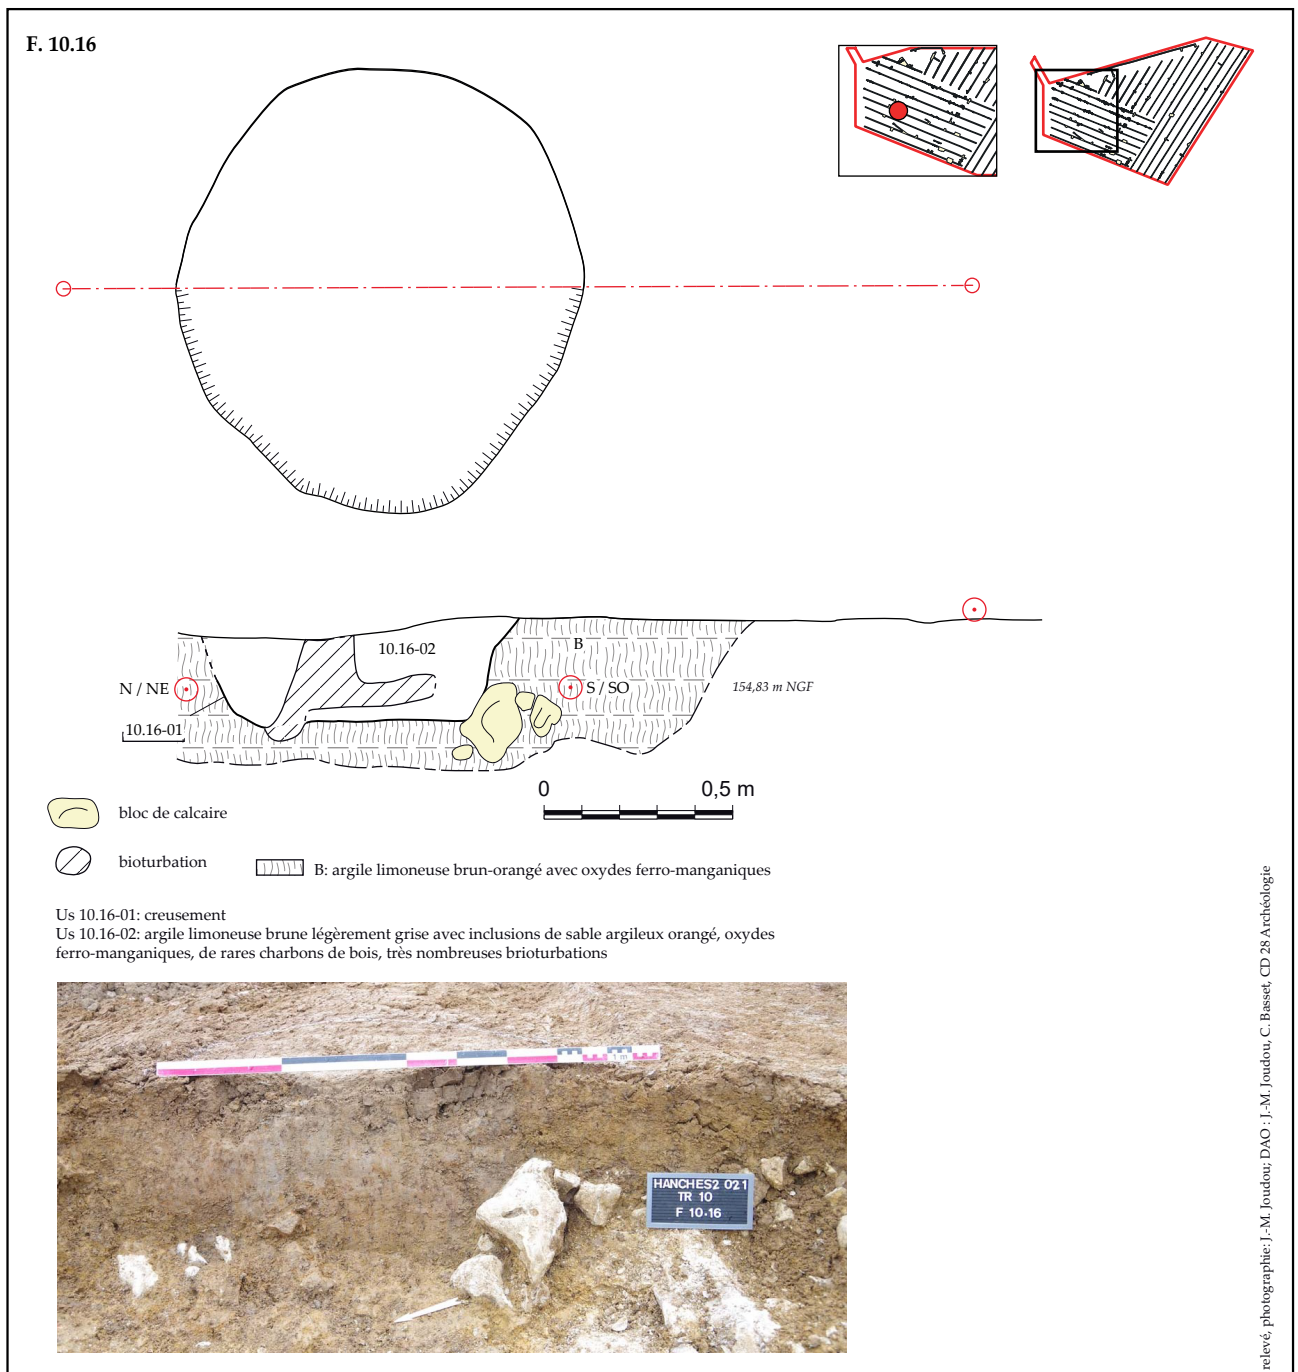 F. 10.16
10.16-02
B
N / NE
S / SO
154,83 m NGF
10.16-01
0
0,5 m
bloc de calcaire
bioturbation
B: argile limoneuse brun-orangé avec oxydes ferro-manganiques
Us 10.16-01: creusement
Us 10.16-02: argile limoneuse brune légèrement grise avec inclusions de sable argileux orangé, oxydes
ferro-manganiques, de rares charbons de bois, très nombreuses brioturbations
1 m
HANCHES2 021
TR 10
F 10·16
relevé, photographie: J.-M. Joudou; DAO : J.-M. Joudou, C. Basset, CD 28 Archéologie